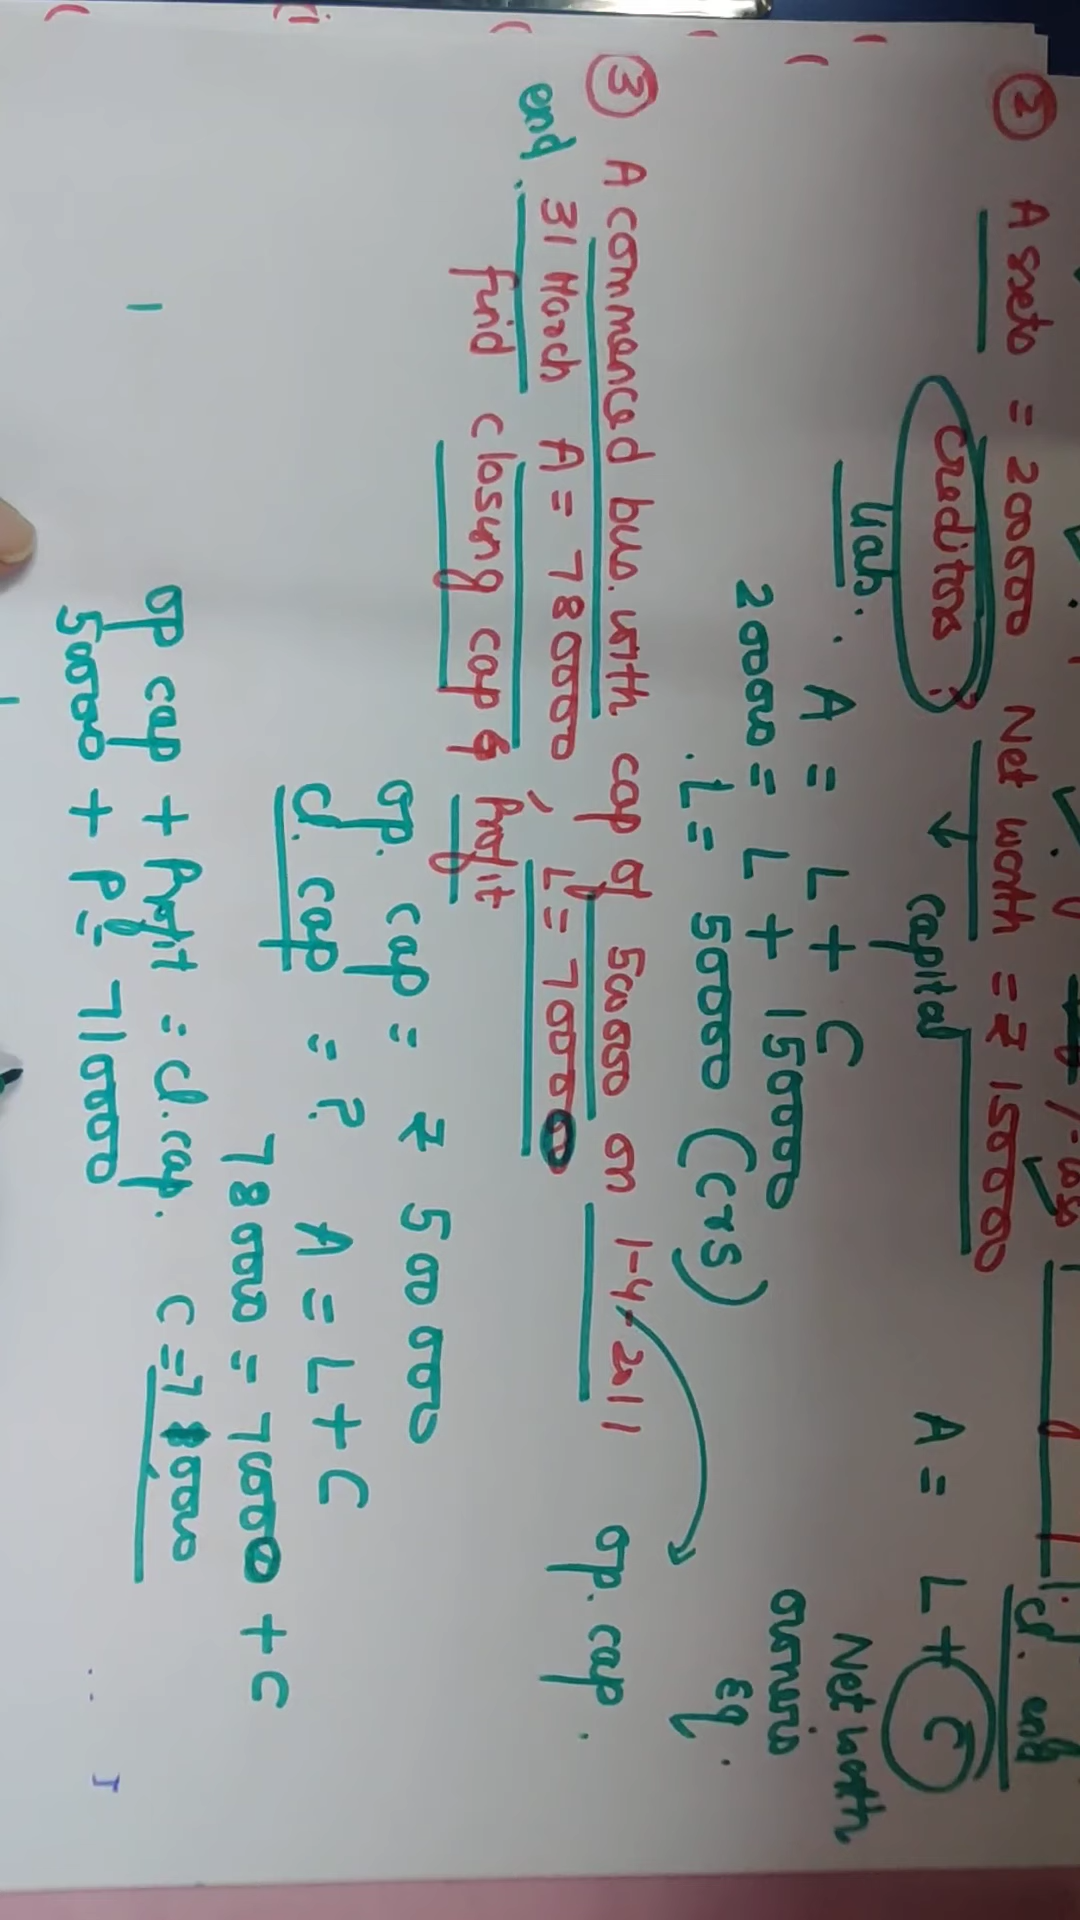 ② Assets = 200000 Net worth = ₹ 150000
creditors ? → capital
liab.
A = L + C
200000 = L + 150000
L = 50000 (crs)
A = L + C
Net worth
owners
Eq.
③ A commenced bus. with cap of 500000 on 1-4-2011
op. cap.
end. 31 March A = 780000, L = 70000
find closing cap & Profit
op. cap = ₹ 500000
cl. cap = ?
A = L + C
780000 = 70000 + C
C = 710000
op cap + Profit = cl. cap.
500000 + P = 710000